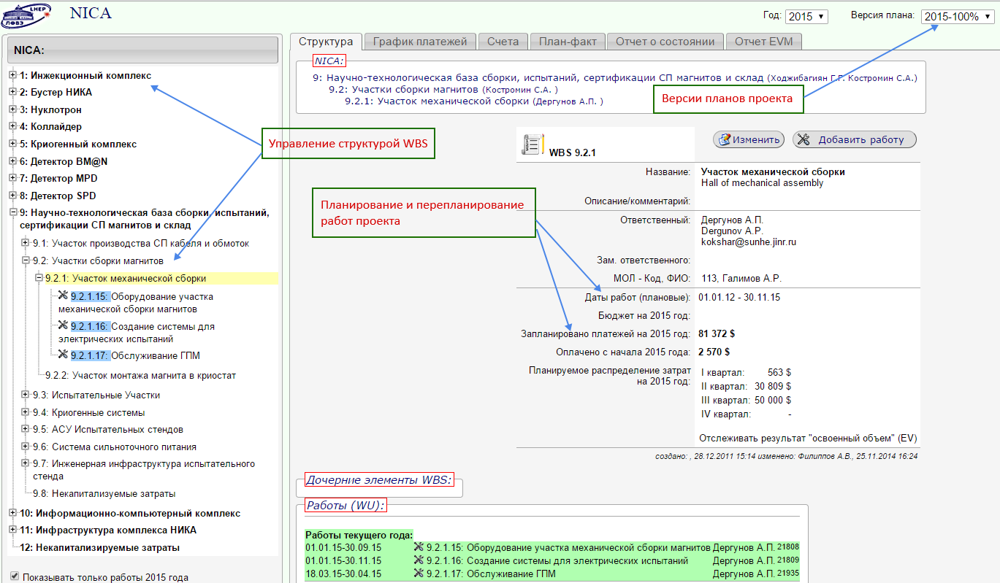 LHEP
ЛФВЭ
NICA
Год: 2015
Версия плана: 2015-100%
NICA:
1: Инжекционный комплекс
2: Бустер НИКА
3: Нуклотрон
4: Коллайдер
5: Криогенный комплекс
6: Детектор BM@N
7: Детектор MPD
8: Детектор SPD
9: Научно-технологическая база сборки, испытаний,
сертификации СП магнитов и склад
9.1: Участок производства СП кабеля и обмоток
9.2: Участки сборки магнитов
9.2.1: Участок механической сборки
9.2.1.15: Оборудование участка
механической сборки магнитов
9.2.1.16: Создание системы для
электрических испытаний
9.2.1.17: Обслуживание ГПМ
9.2.2: Участок монтажа магнита в криостат
9.3: Испытательные Участки
9.4: Криогенные системы
9.5: АСУ Испытательных стендов
9.6: Система сильноточного питания
9.7: Инженерная инфраструктура испытательного
стенда
9.8: Некапитализуемые затраты
10: Информационно-компьютерный комплекс
11: Инфраструктура комплекса НИКА
12: Некапитализируемые затраты
Показывать только работы 2015 года
Структура График платежей Счета План-факт Отчет о состоянии Отчет EVM
NICA:
9: Научно-технологическая база сборки, испытаний, сертификации СП магнитов и склад (Ходжибагиян Г.Г. Костромин С.А.)
9.2: Участки сборки магнитов (Костромин С.А. )
9.2.1: Участок механической сборки (Дергунов А.П. )
Версии планов проекта
Управление структурой WBS
Планирование и перепланирование
работ проекта
WBS 9.2.1
Изменить
Добавить работу
Название: Участок механической сборки
Hall of mechanical assembly
Описание/комментарий:
Ответственный: Дергунов А.П.
Dergunov A.P.
kokshar@sunhe.jinr.ru
Зам. ответственного:
МОЛ - Код, ФИО: 113, Галимов А.Р.
Даты работ (плановые): 01.01.12 - 30.11.15
Бюджет на 2015 год:
Запланировано платежей на 2015 год: 81 372 $
Оплачено с начала 2015 года: 2 570 $
Планируемое распределение затрат
на 2015 год:
I квартал: 563 $
II квартал: 30 809 $
III квартал: 50 000 $
IV квартал: -
Отслеживать результат "освоенный объем" (EV)
создано: , 28.12.2011 15:14 изменено: Филиппов А.В., 25.11.2014 16:24
Дочерние элементы WBS:
Работы (WU):
Работы текущего года:
01.01.15-30.09.15 9.2.1.15: Оборудование участка механической сборки магнитов Дергунов А.П. 21808
01.01.15-30.11.15 9.2.1.16: Создание системы для электрических испытаний Дергунов А.П. 21809
18.03.15-30.04.15 9.2.1.17: Обслуживание ГПМ Дергунов А.П. 21935